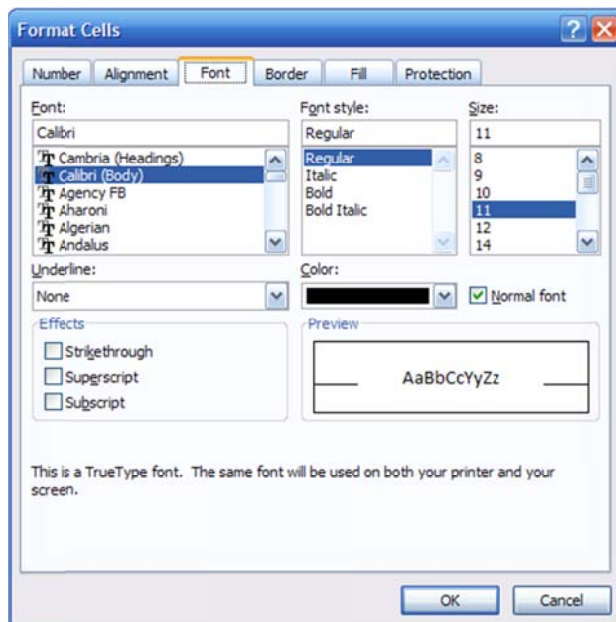 Format Cells
Number Alignment Font Border Fill Protection
Font: Font style: Size:
Calibri Regular 11
Cambria (Headings) Regular 8
Calibri (Body) Italic 9
Agency FB Bold 10
Aharoni Bold Italic 11
Algerian 12
Andalus 14
Underline: Color:
None Normal font
Effects Preview
Strikethrough
Superscript AaBbCcYyZz
Subscript
This is a TrueType font. The same font will be used on both your printer and your
screen.
OK Cancel